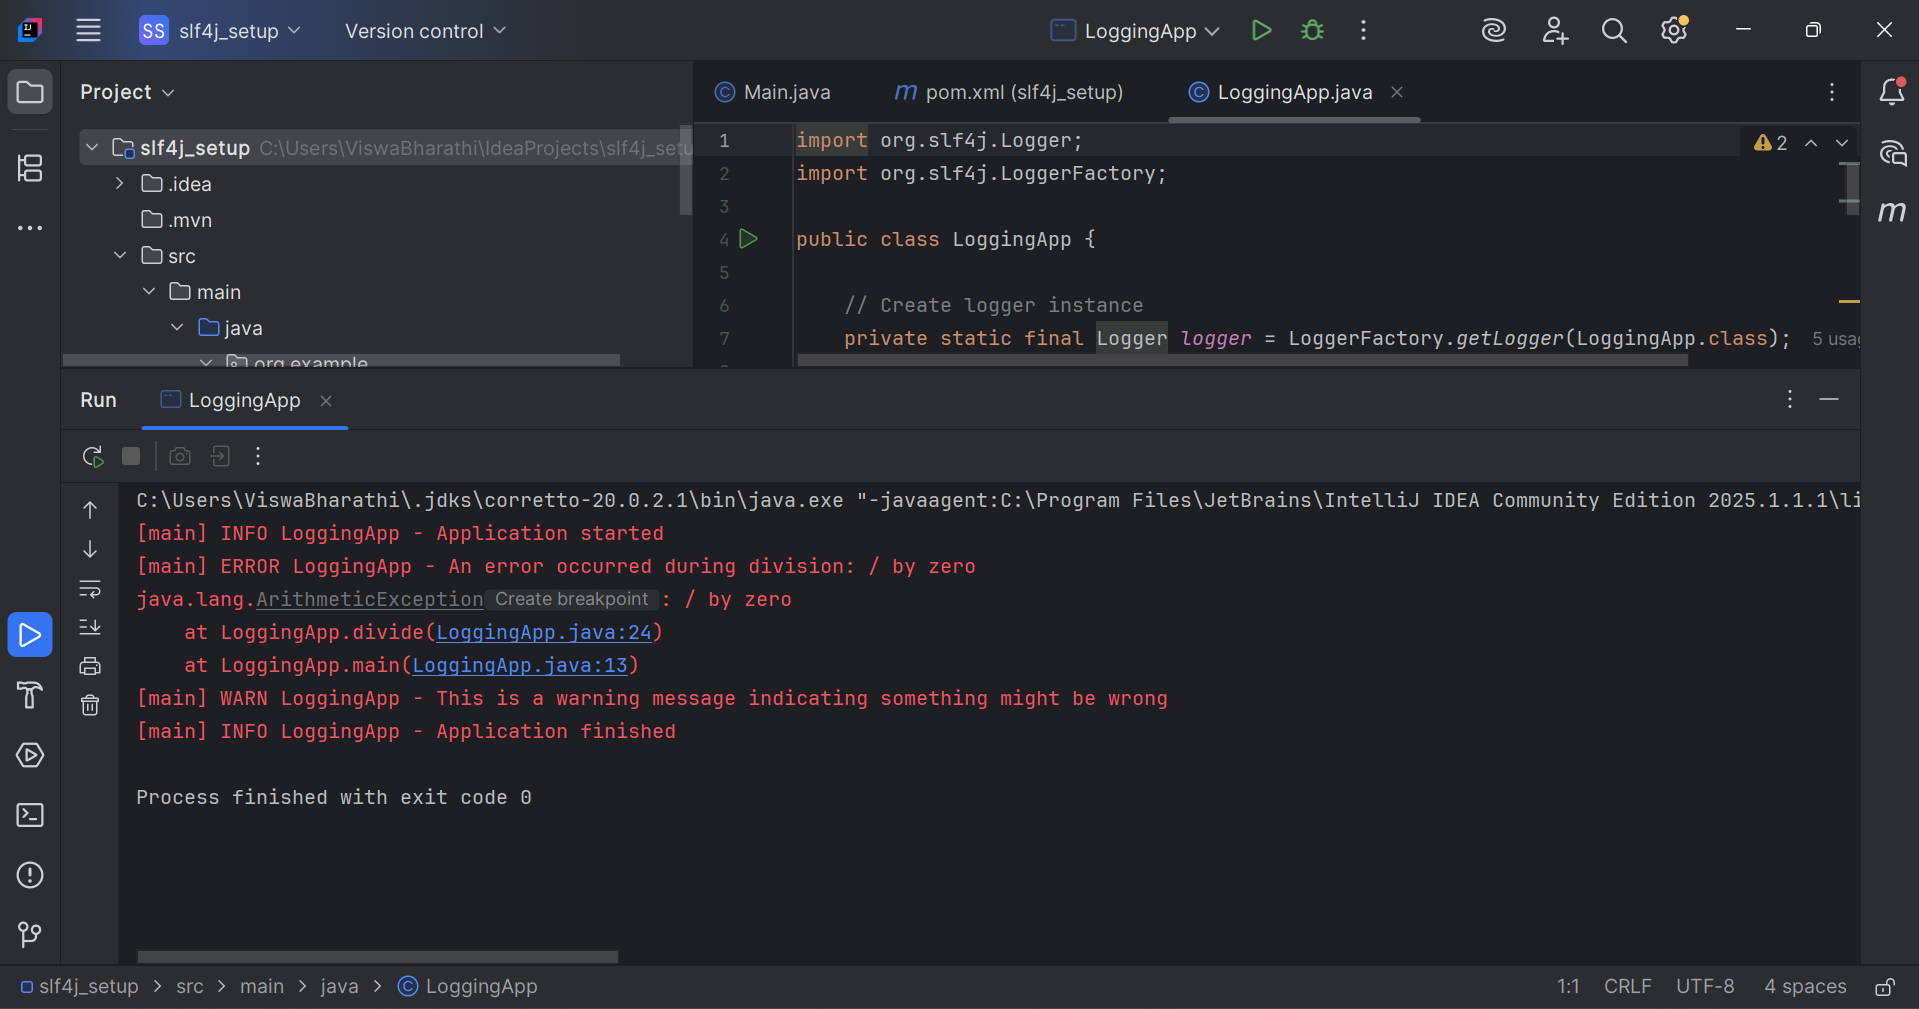 SS slf4j_setup Version control LoggingApp
Project
Main.java m pom.xml (slf4j_setup) LoggingApp.java
slf4j_setup C:\Users\ViswaBharathi\IdeaProjects\slf4j_setu
.idea
.mvn
src
main
java
org.example
1 import org.slf4j.Logger;
2 import org.slf4j.LoggerFactory;
3
4 public class LoggingApp {
5
6 // Create logger instance
7 private static final Logger logger = LoggerFactory.getLogger(LoggingApp.class); 5 usag
2
m
Run LoggingApp
C:\Users\ViswaBharathi\.jdks\corretto-20.0.2.1\bin\java.exe "-javaagent:C:\Program Files\JetBrains\IntelliJ IDEA Community Edition 2025.1.1.1\li
[main] INFO LoggingApp - Application started
[main] ERROR LoggingApp - An error occurred during division: / by zero
java.lang.ArithmeticException Create breakpoint : / by zero
at LoggingApp.divide(LoggingApp.java:24)
at LoggingApp.main(LoggingApp.java:13)
[main] WARN LoggingApp - This is a warning message indicating something might be wrong
[main] INFO LoggingApp - Application finished
Process finished with exit code 0
slf4j_setup > src > main > java > LoggingApp
1:1 CRLF UTF-8 4 spaces